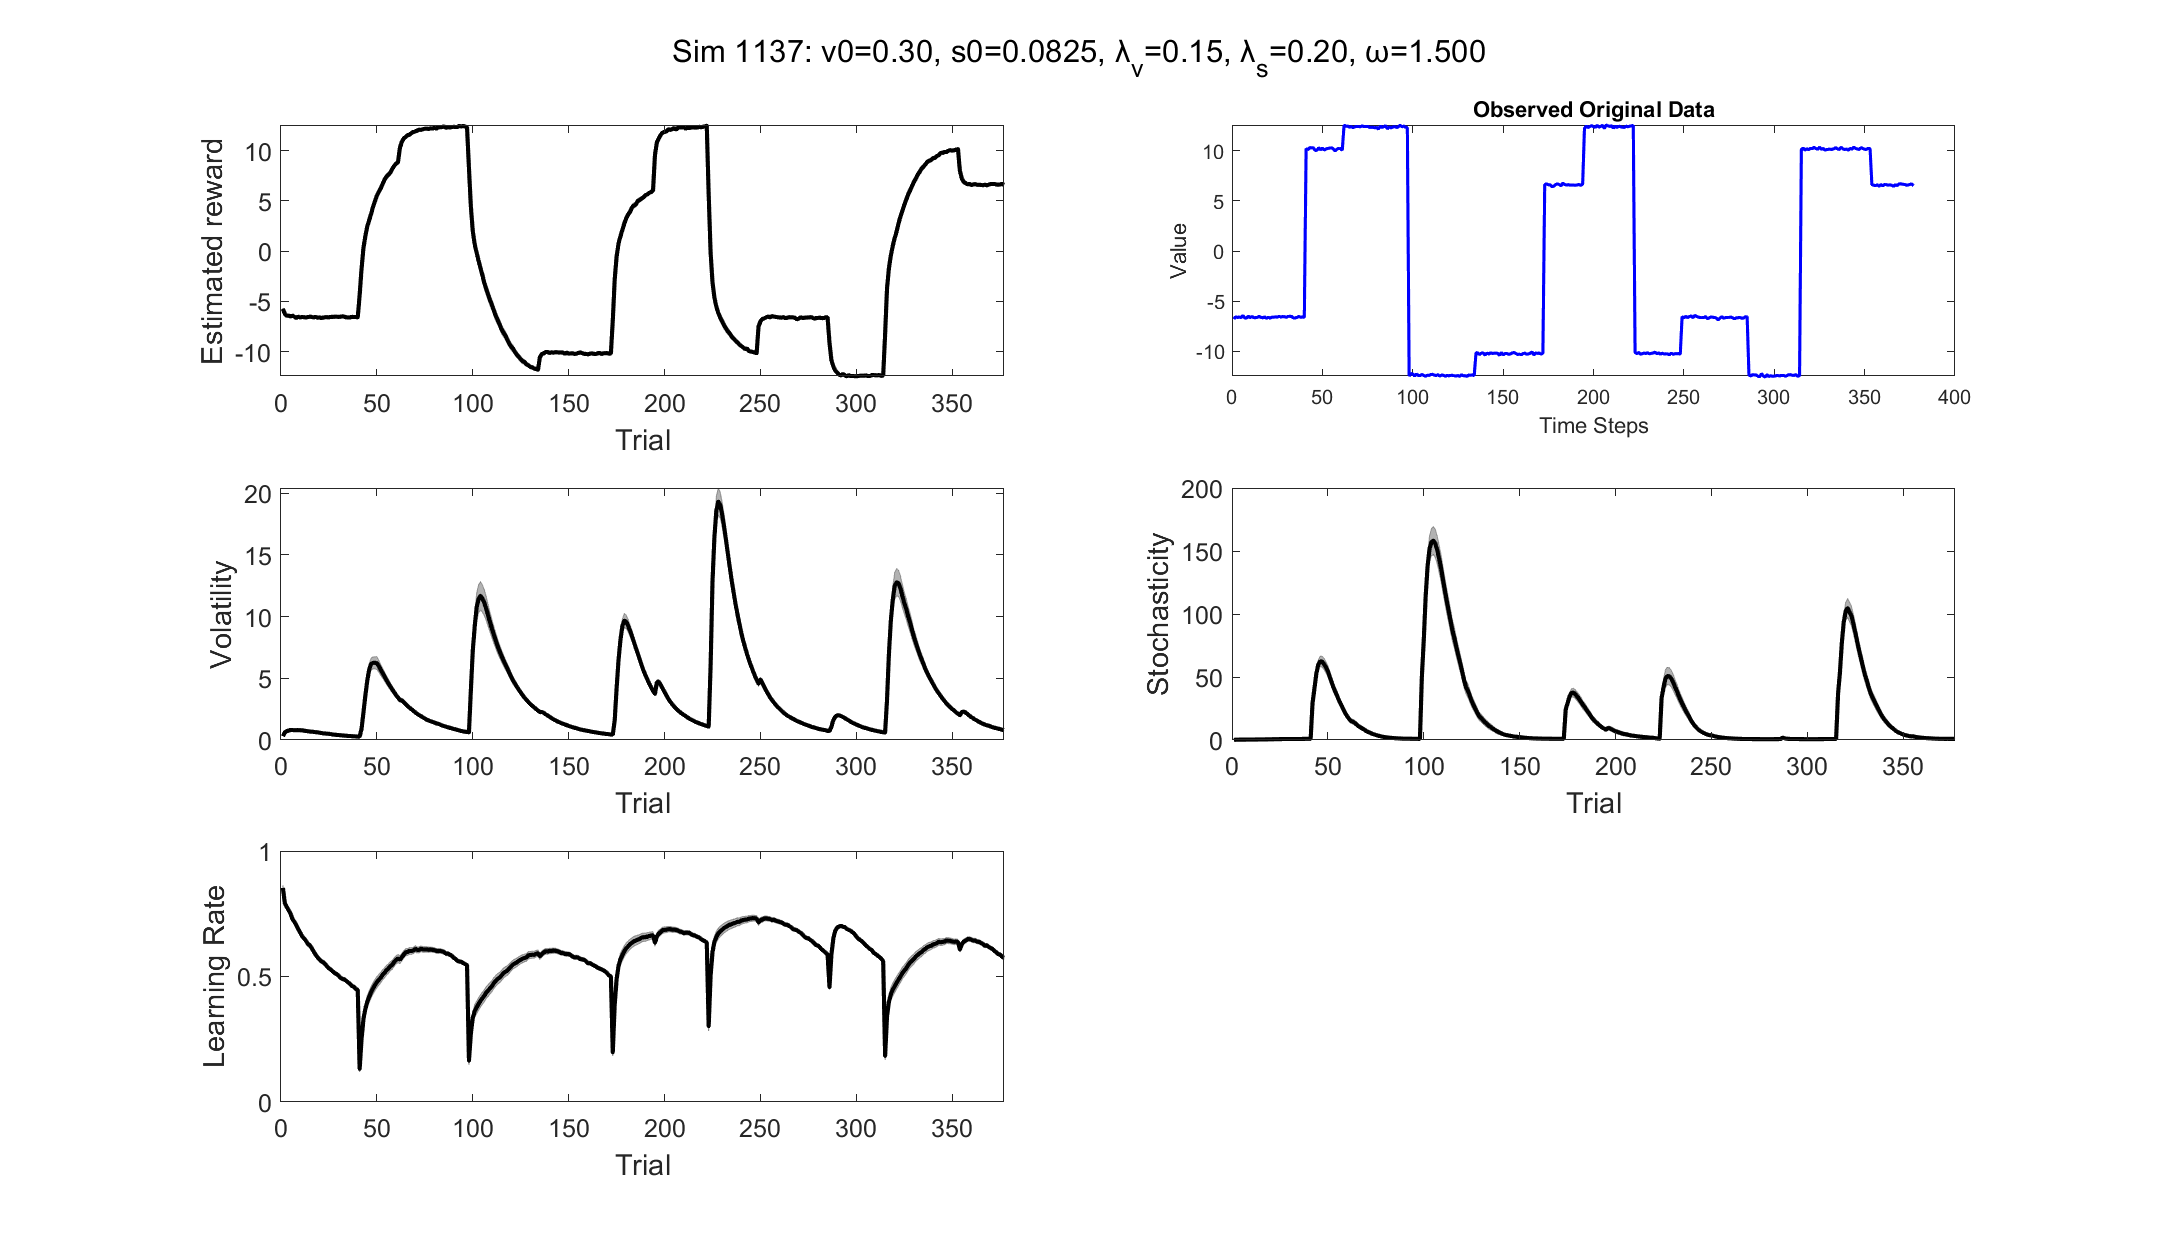 Sim 1137: v0=0.30, s0=0.0825, λv=0.15, λs=0.20, ω=1.500
Estimated reward
10
5
0
-5
-10
0 50 100 150 200 250 300 350
Trial
Observed Original Data
Value
10
5
0
-5
-10
0 50 100 150 200 250 300 350 400
Time Steps
Volatility
20
15
10
5
0
0 50 100 150 200 250 300 350
Trial
Stochasticity
200
150
100
50
0
0 50 100 150 200 250 300 350
Trial
Learning Rate
1
0.5
0
0 50 100 150 200 250 300 350
Trial